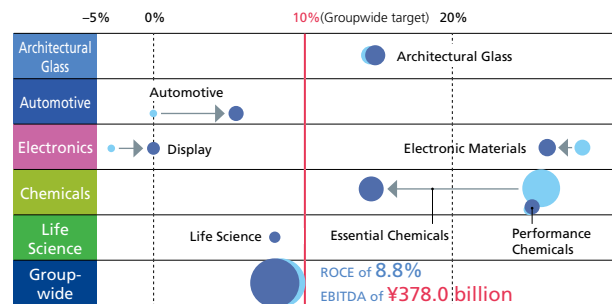 –5% 0% 10%(Groupwide target) 20%
Architectural
Glass
Architectural Glass
Automotive
Automotive
Electronics
Display
Electronic Materials
Chemicals
Essential Chemicals
Performance
Chemicals
Life
Science
Life Science
Group-
wide
ROCE of 8.8%
EBITDA of ¥378.0 billion